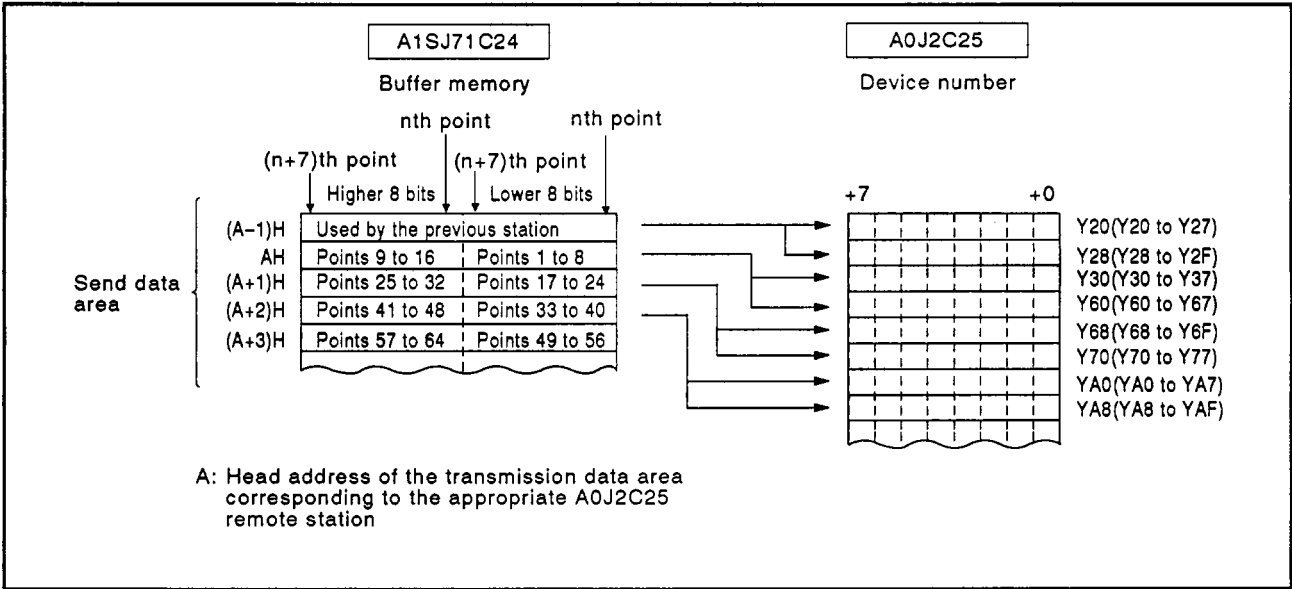 A1SJ71C24
A0J2C25
Buffer memory
Device number
nth point
nth point
(n+7)th point
(n+7)th point
Higher 8 bits
Lower 8 bits
+7
+0
Send data
area
(A−1)H
Used by the previous station
AH
Points 9 to 16
Points 1 to 8
(A+1)H
Points 25 to 32
Points 17 to 24
(A+2)H
Points 41 to 48
Points 33 to 40
(A+3)H
Points 57 to 64
Points 49 to 56
Y20(Y20 to Y27)
Y28(Y28 to Y2F)
Y30(Y30 to Y37)
Y60(Y60 to Y67)
Y68(Y68 to Y6F)
Y70(Y70 to Y77)
YA0(YA0 to YA7)
YA8(YA8 to YAF)
A: Head address of the transmission data area
corresponding to the appropriate A0J2C25
remote station